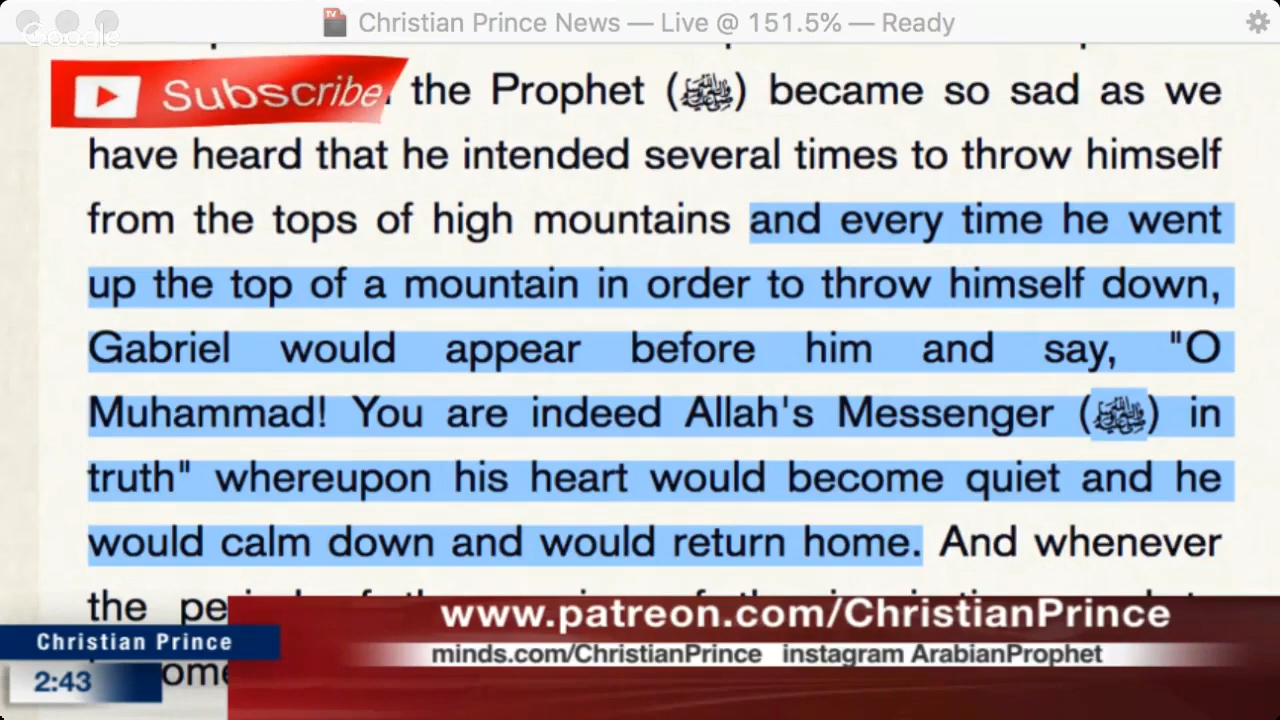 Christian Prince News — Live @ 151.5% — Ready
Google
Subscribe
the Prophet (ﷺ) became so sad as we
have heard that he intended several times to throw himself
from the tops of high mountains and every time he went
up the top of a mountain in order to throw himself down,
Gabriel would appear before him and say, "O
Muhammad! You are indeed Allah's Messenger (ﷺ) in
truth" whereupon his heart would become quiet and he
would calm down and would return home. And whenever
the
www.patreon.com/ChristianPrince
Christian Prince
minds.com/ChristianPrince instagram ArabianProphet
2:43